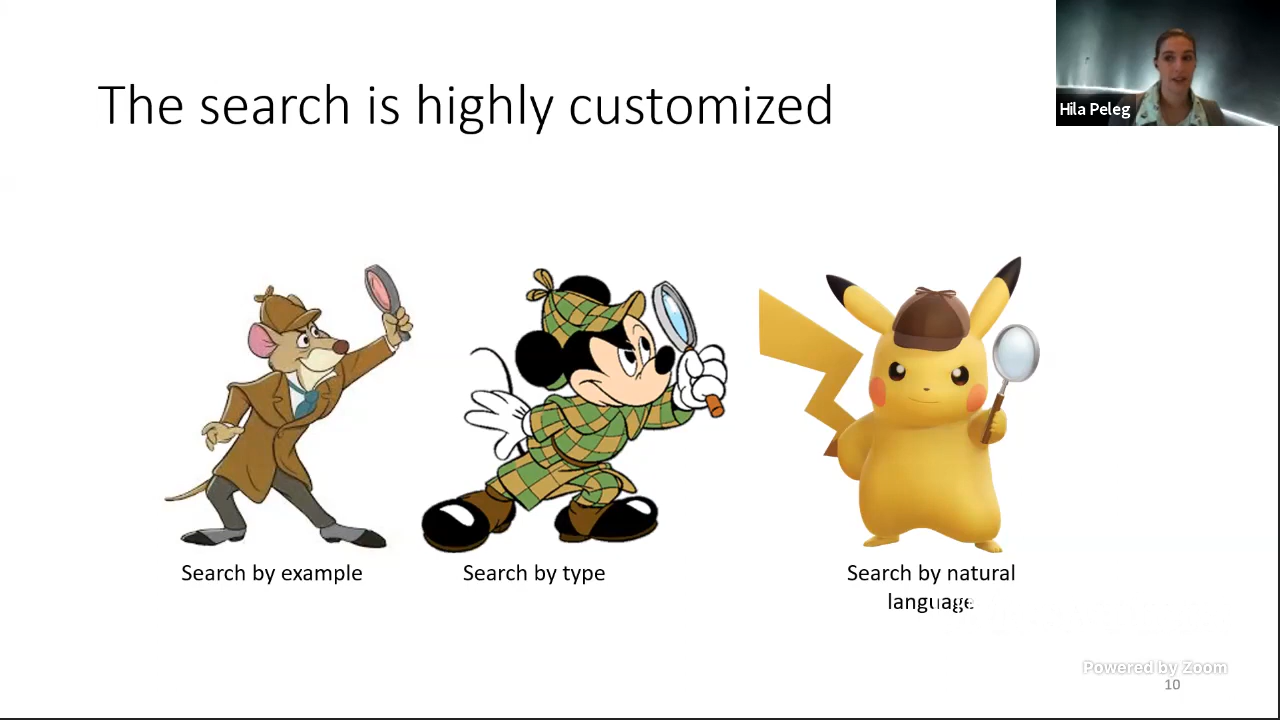 The search is highly customized
Hila Peleg
Search by example
Search by type
Search by natural
language
Powered by Zoom
10